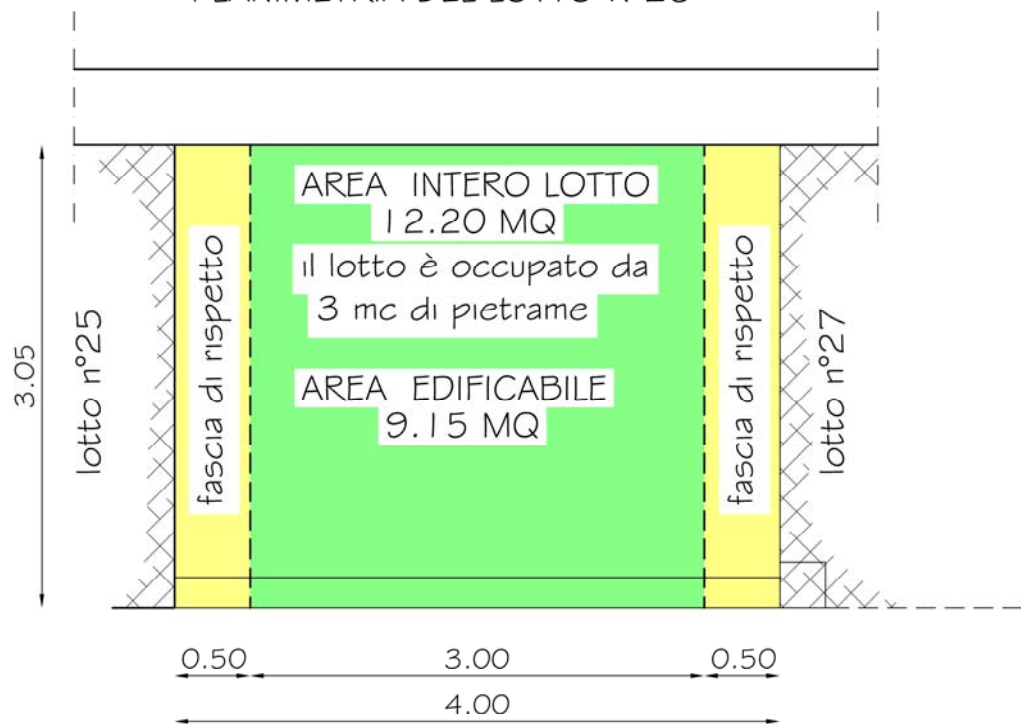 AREA INTERO LOTTO
12.20 MQ
il lotto è occupato da
3 mc di pietrame
AREA EDIFICABILE
9.15 MQ
fascia di rispetto
fascia di rispetto
lotto n°25
lotto n°27
3.05
0.50
3.00
0.50
4.00